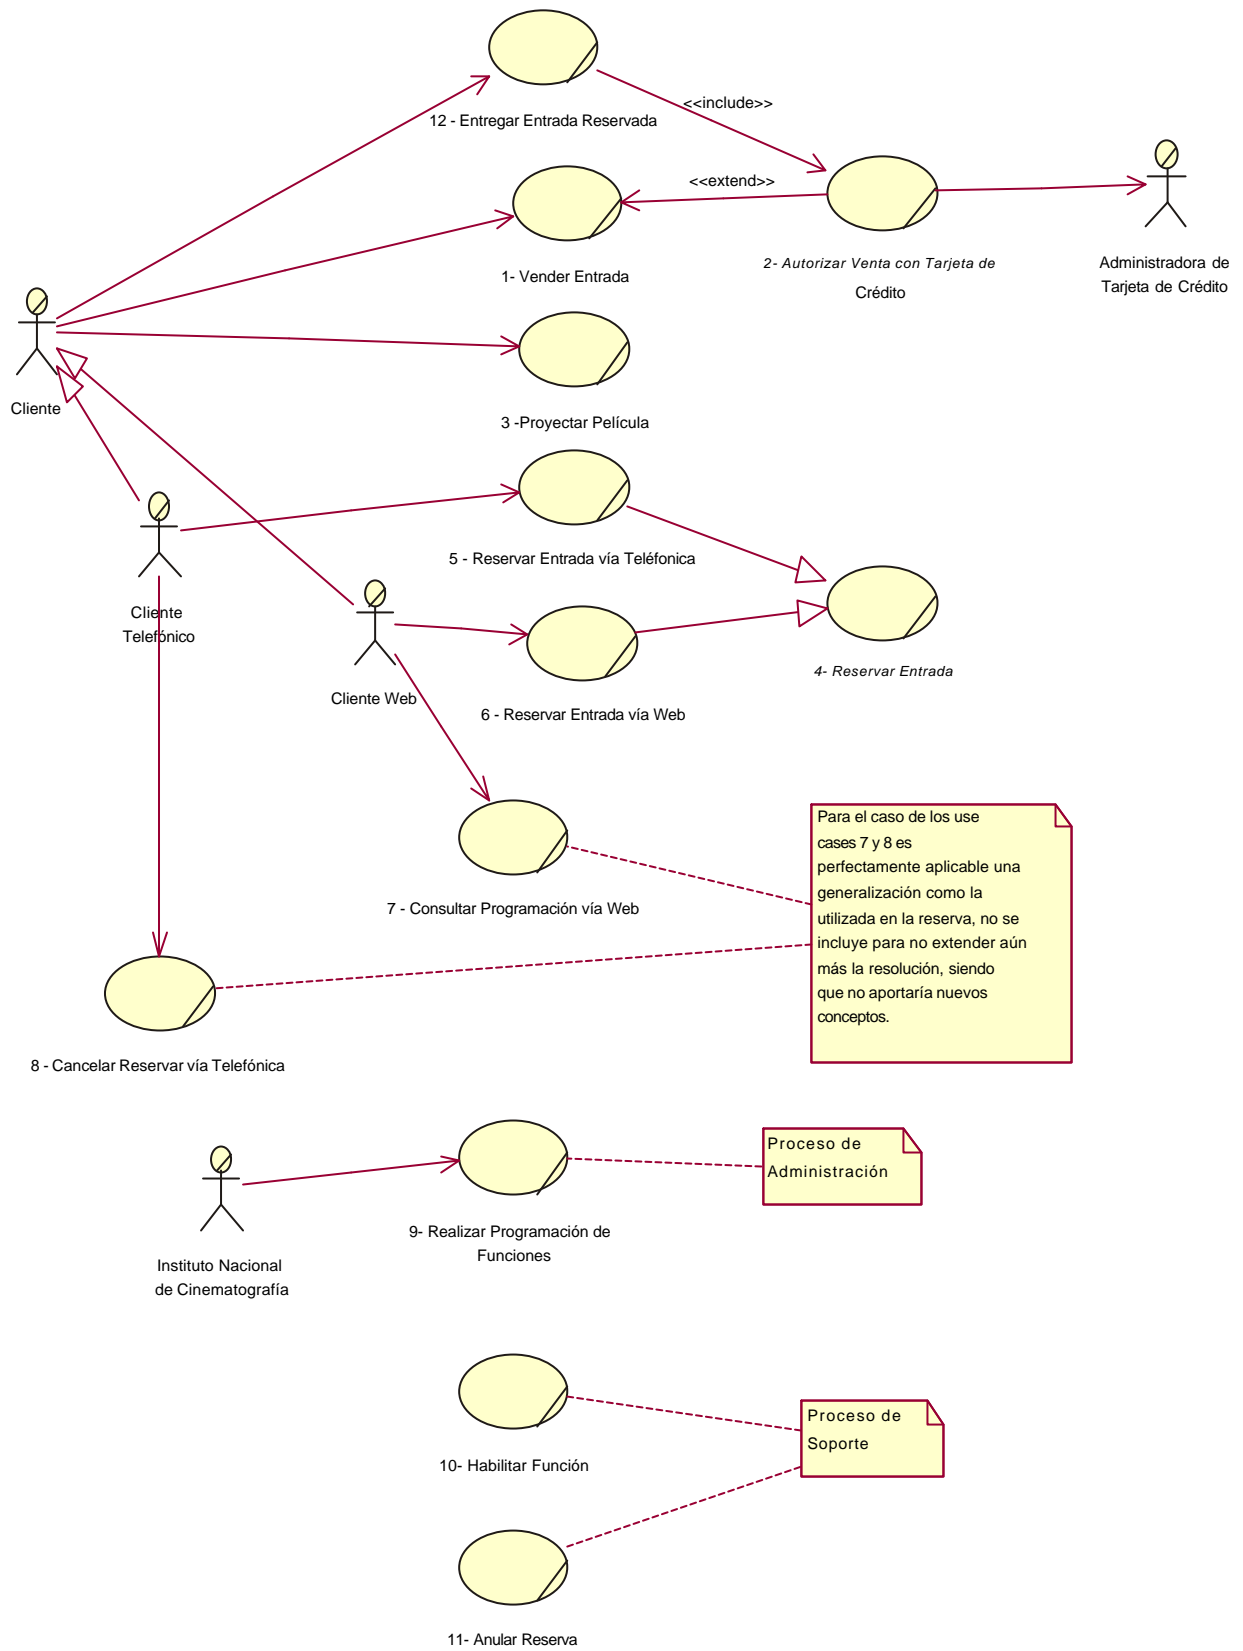 <<include>>
12 - Entregar Entrada Reservada
<<extend>>
1- Vender Entrada
2- Autorizar Venta con Tarjeta de
Crédito
Administradora de
Tarjeta de Crédito
Cliente
3 -Proyectar Película
5 - Reservar Entrada vía Teléfonica
Cliente
Telefónico
4- Reservar Entrada
Cliente Web
6 - Reservar Entrada vía Web
Para el caso de los use
cases 7 y 8 es
perfectamente aplicable una
generalización como la
utilizada en la reserva, no se
incluye para no extender aún
más la resolución, siendo
que no aportaría nuevos
conceptos.
7 - Consultar Programación vía Web
8 - Cancelar Reservar vía Telefónica
Proceso de
Administración
9- Realizar Programación de
Funciones
Instituto Nacional
de Cinematografía
Proceso de
Soporte
10- Habilitar Función
11- Anular Reserva